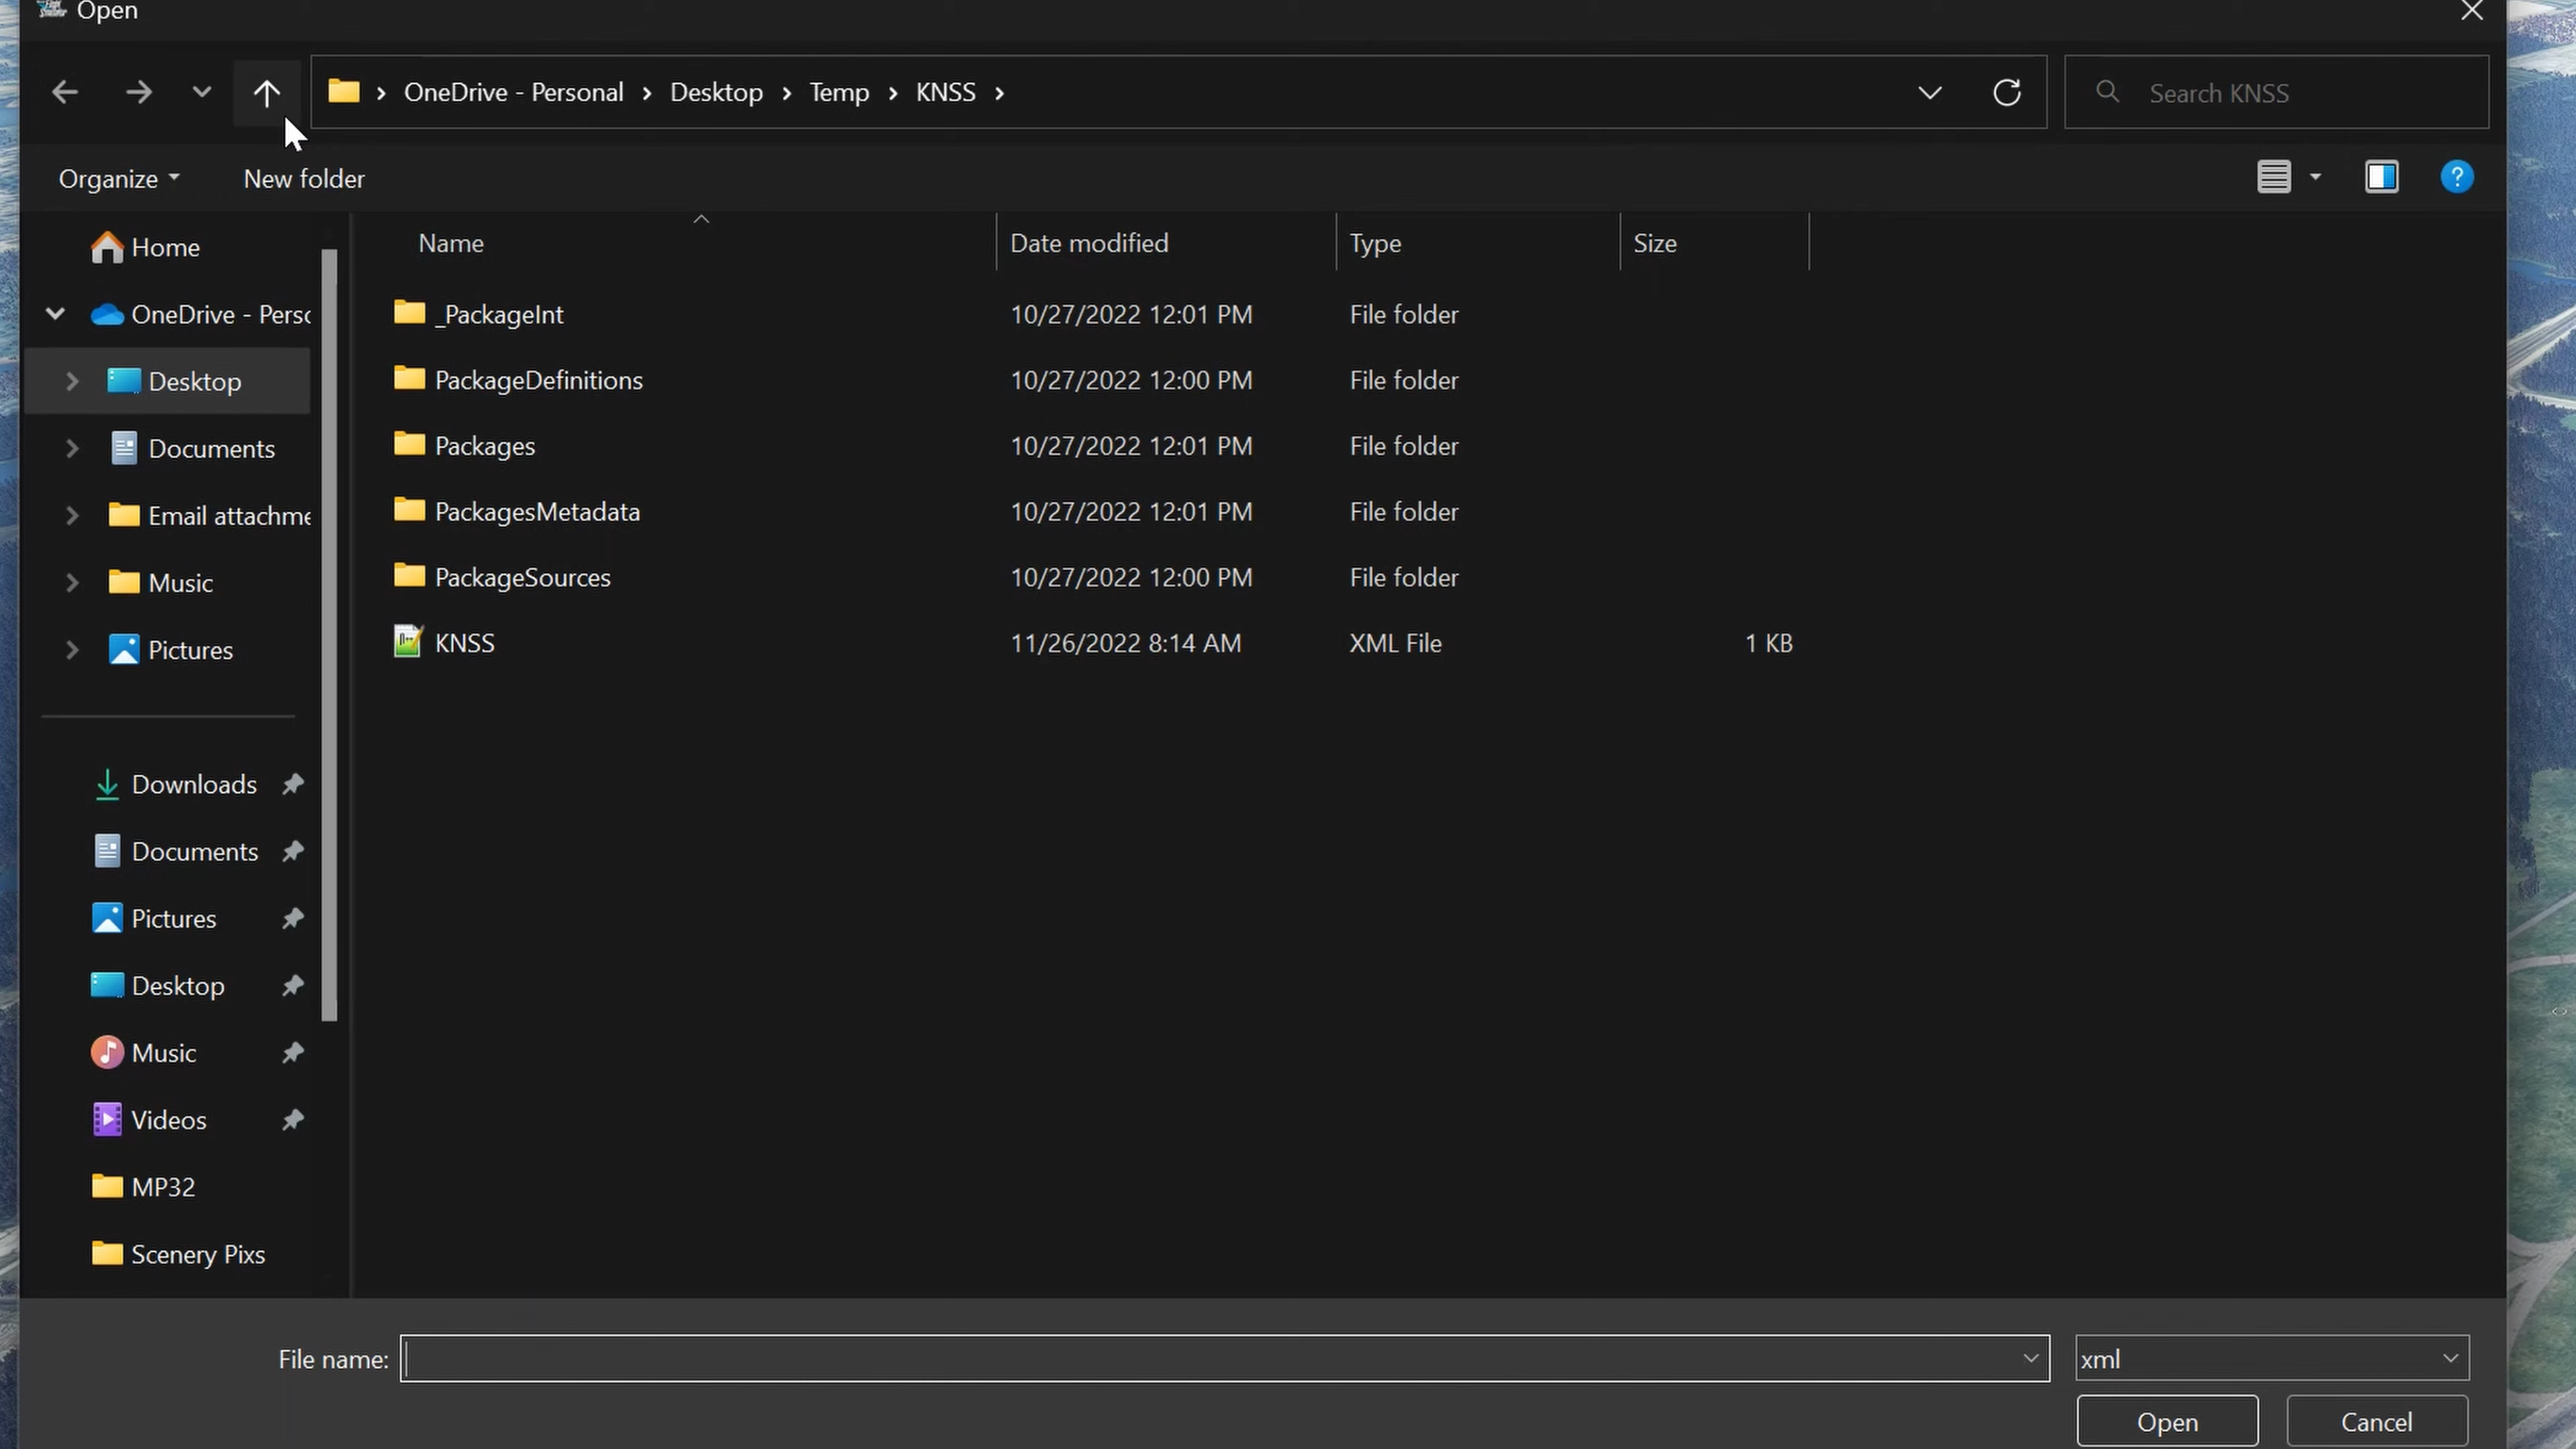 Open
OneDrive - Personal > Desktop > Temp > KNSS >
Search KNSS
Organize
New folder
Name
Date modified
Type
Size
Home
OneDrive - Perso
Desktop
Documents
Email attachme
Music
Pictures
Downloads
Documents
Pictures
Desktop
Music
Videos
MP32
Scenery Pixs
_PackageInt 10/27/2022 12:01 PM File folder
PackageDefinitions 10/27/2022 12:00 PM File folder
Packages 10/27/2022 12:01 PM File folder
PackagesMetadata 10/27/2022 12:01 PM File folder
PackageSources 10/27/2022 12:00 PM File folder
KNSS 11/26/2022 8:14 AM XML File 1 KB
File name:
xml
Open
Cancel